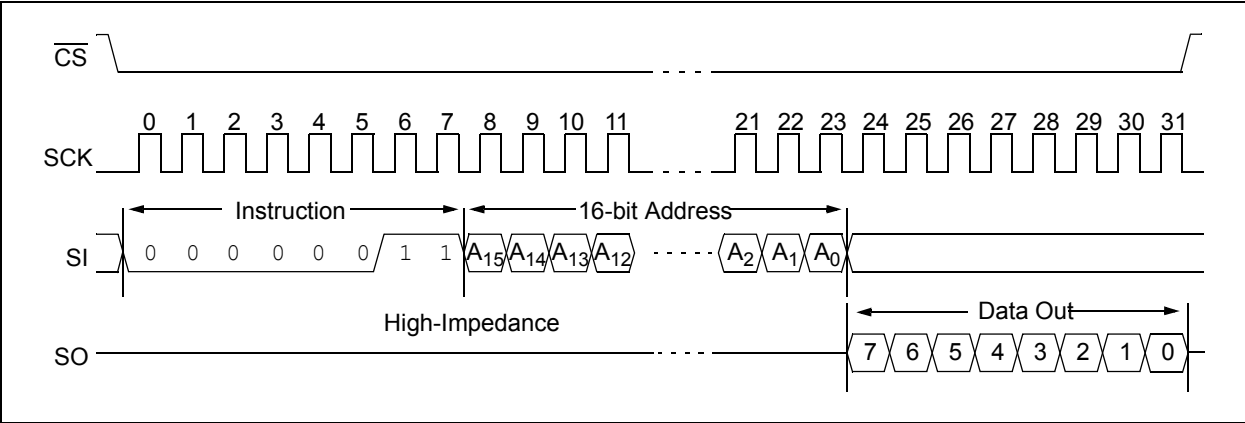 CS
0 1 2 3 4 5 6 7 8 9 10 11 21 22 23 24 25 26 27 28 29 30 31
SCK
Instruction 16-bit Address
SI 0 0 0 0 0 0 1 1 A15 A14 A13 A12 A2 A1 A0
Data Out
High-Impedance
SO 7 6 5 4 3 2 1 0